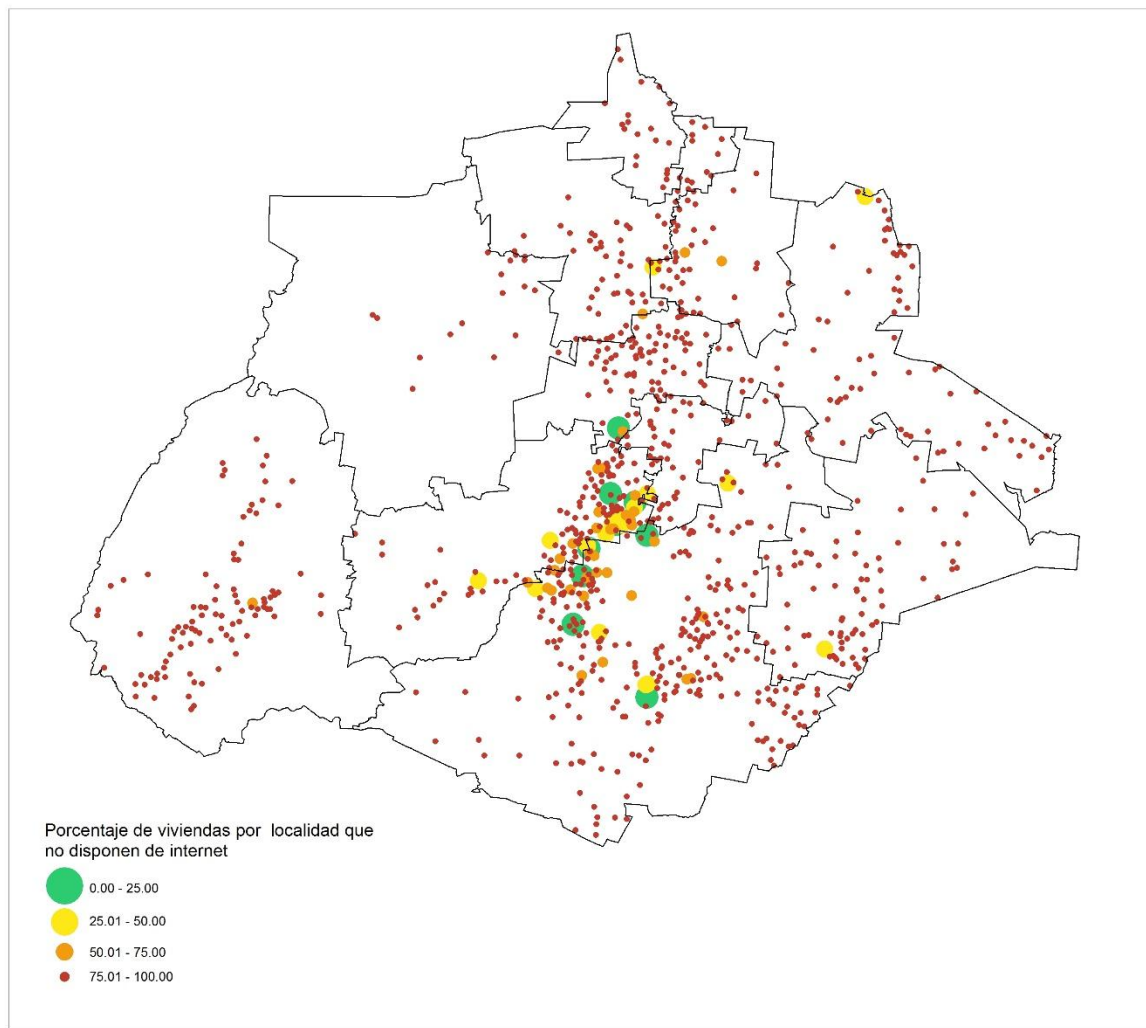 Porcentaje de viviendas por localidad que
no disponen de internet
0.00 - 25.00
25.01 - 50.00
50.01 - 75.00
75.01 - 100.00